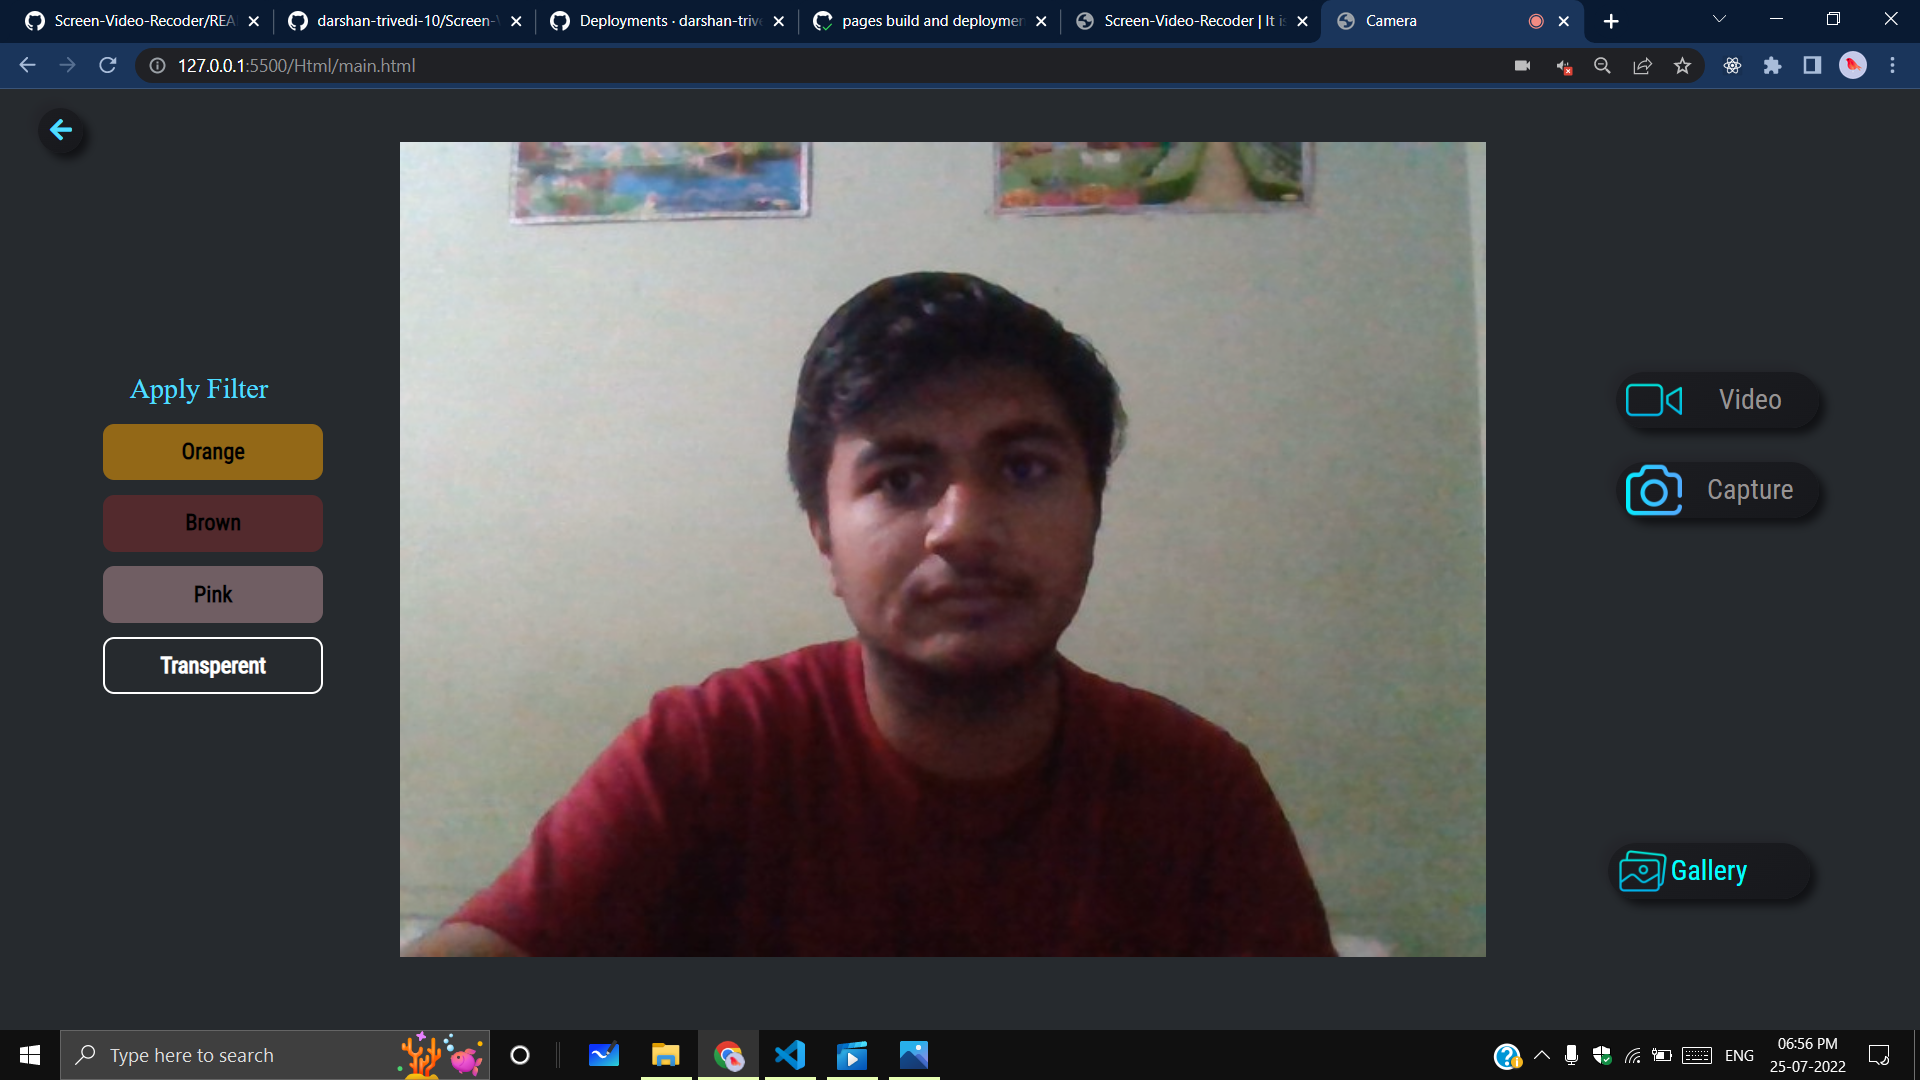 Screen-Video-Recoder/REA
darshan-trivedi-10/Screen-V
Deployments · darshan-trive
pages build and deploymen
Screen-Video-Recoder | It is
Camera
127.0.0.1:5500/Html/main.html
Apply Filter
Orange
Brown
Pink
Transperent
Video
Capture
Gallery
Type here to search
ENG
06:56 PM
25-07-2022